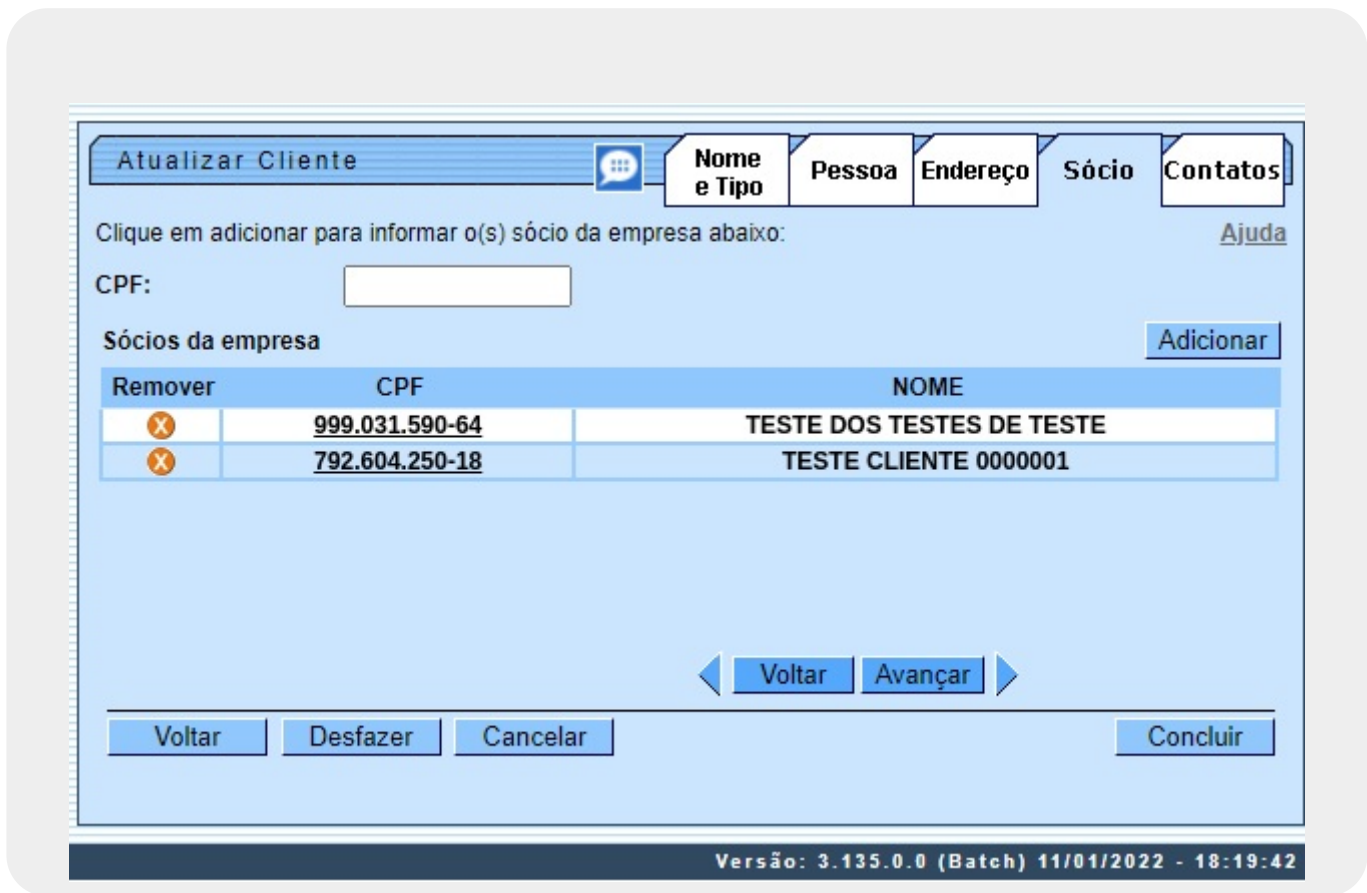 Atualizar Cliente
Nome e Tipo
Pessoa
Endereço
Sócio
Contatos
Clique em adicionar para informar o(s) sócio da empresa abaixo:
Ajuda
CPF:
Sócios da empresa
Adicionar
Remover CPF NOME
X 999.031.590-64 TESTE DOS TESTES DE TESTE
X 792.604.250-18 TESTE CLIENTE 0000001
Voltar Avançar
Voltar Desfazer Cancelar Concluir
Versão: 3.135.0.0 (Batch) 11/01/2022 - 18:19:42